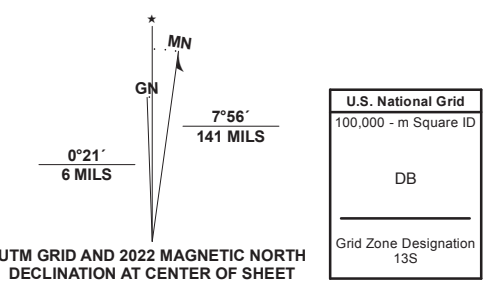 ★
MN
GN
7°56´
141 MILS
0°21´
6 MILS
UTM GRID AND 2022 MAGNETIC NORTH
DECLINATION AT CENTER OF SHEET
U.S. National Grid
100,000 - m Square ID
DB
Grid Zone Designation
13S